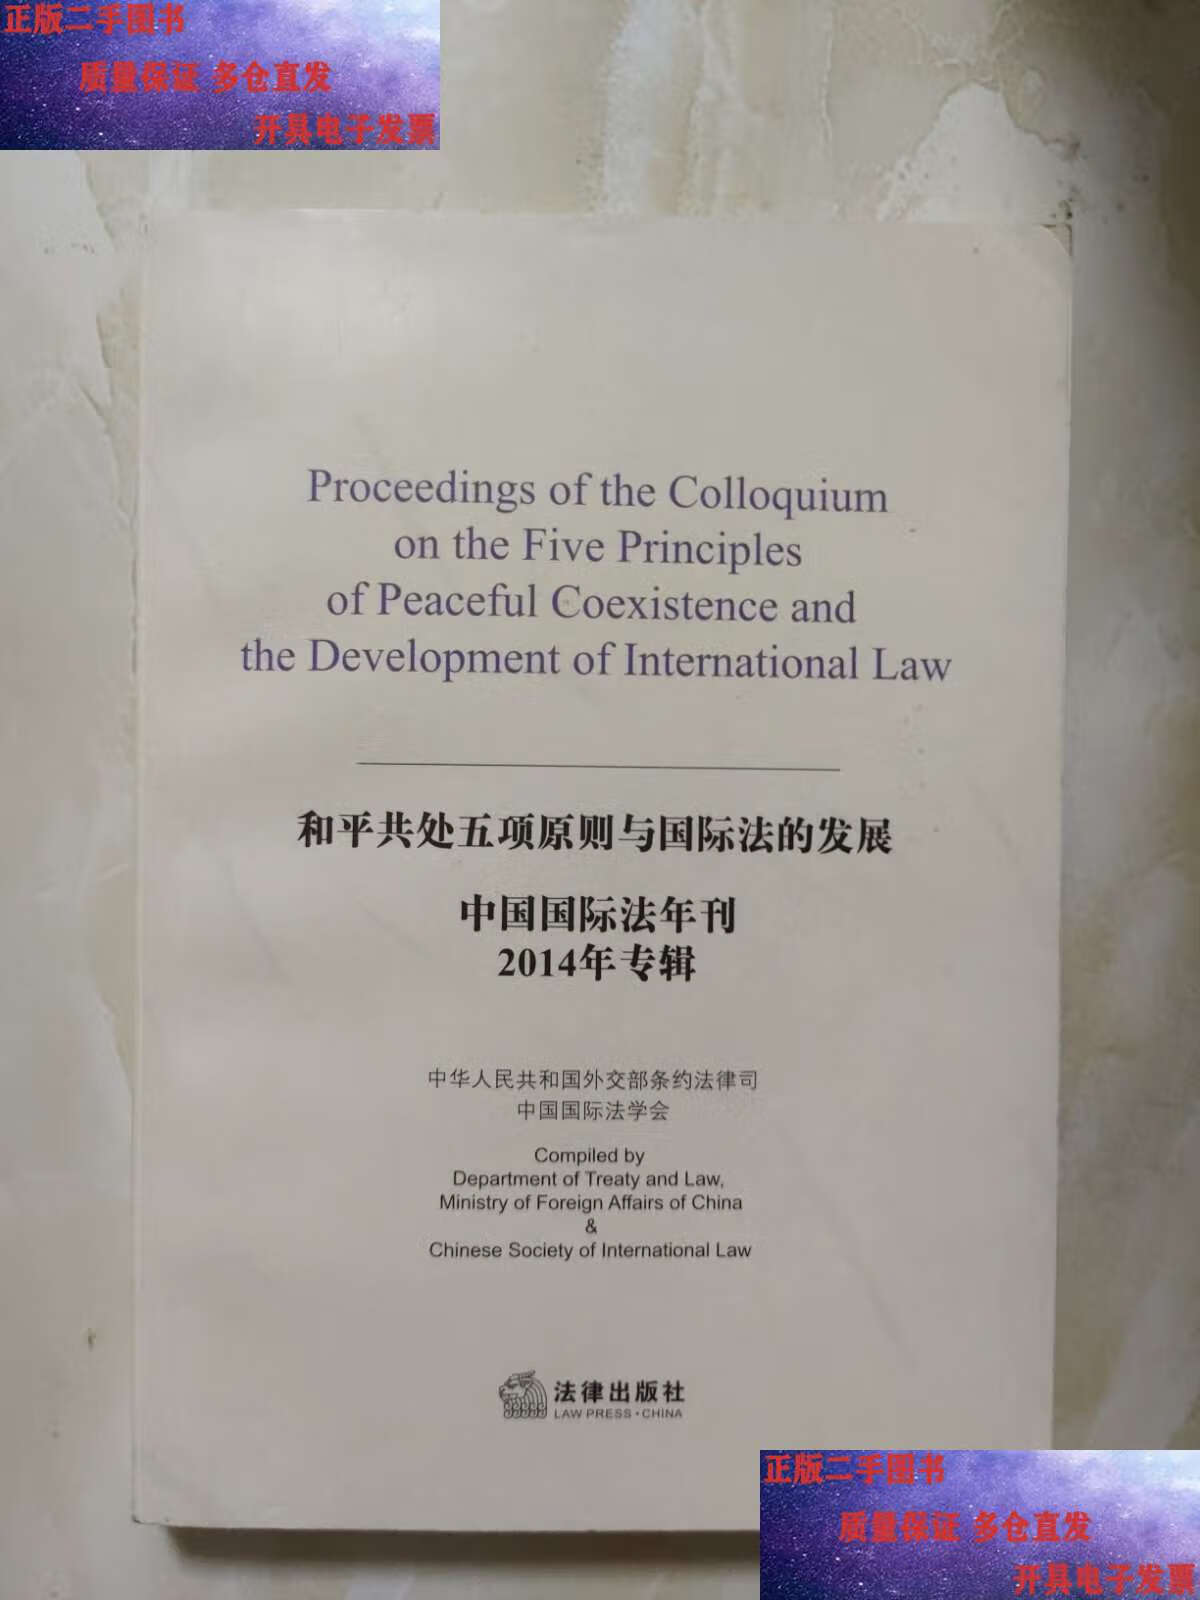 正版二手图书
质量保证 多仓直发
开具电子发票
Proceedings of the Colloquium
on the Five Principles
of Peaceful Coexistence and
the Development of International Law
和平共处五项原则与国际法的发展
中国国际法年刊
2014年专辑
中华人民共和国外交部条约法律司
中国国际法学会
Compiled by
Department of Treaty and Law,
Ministry of Foreign Affairs of China
&
Chinese Society of International Law
法律出版社
LAW PRESS·CHINA
正版二手图书
质量保证 多仓直发
开具电子发票